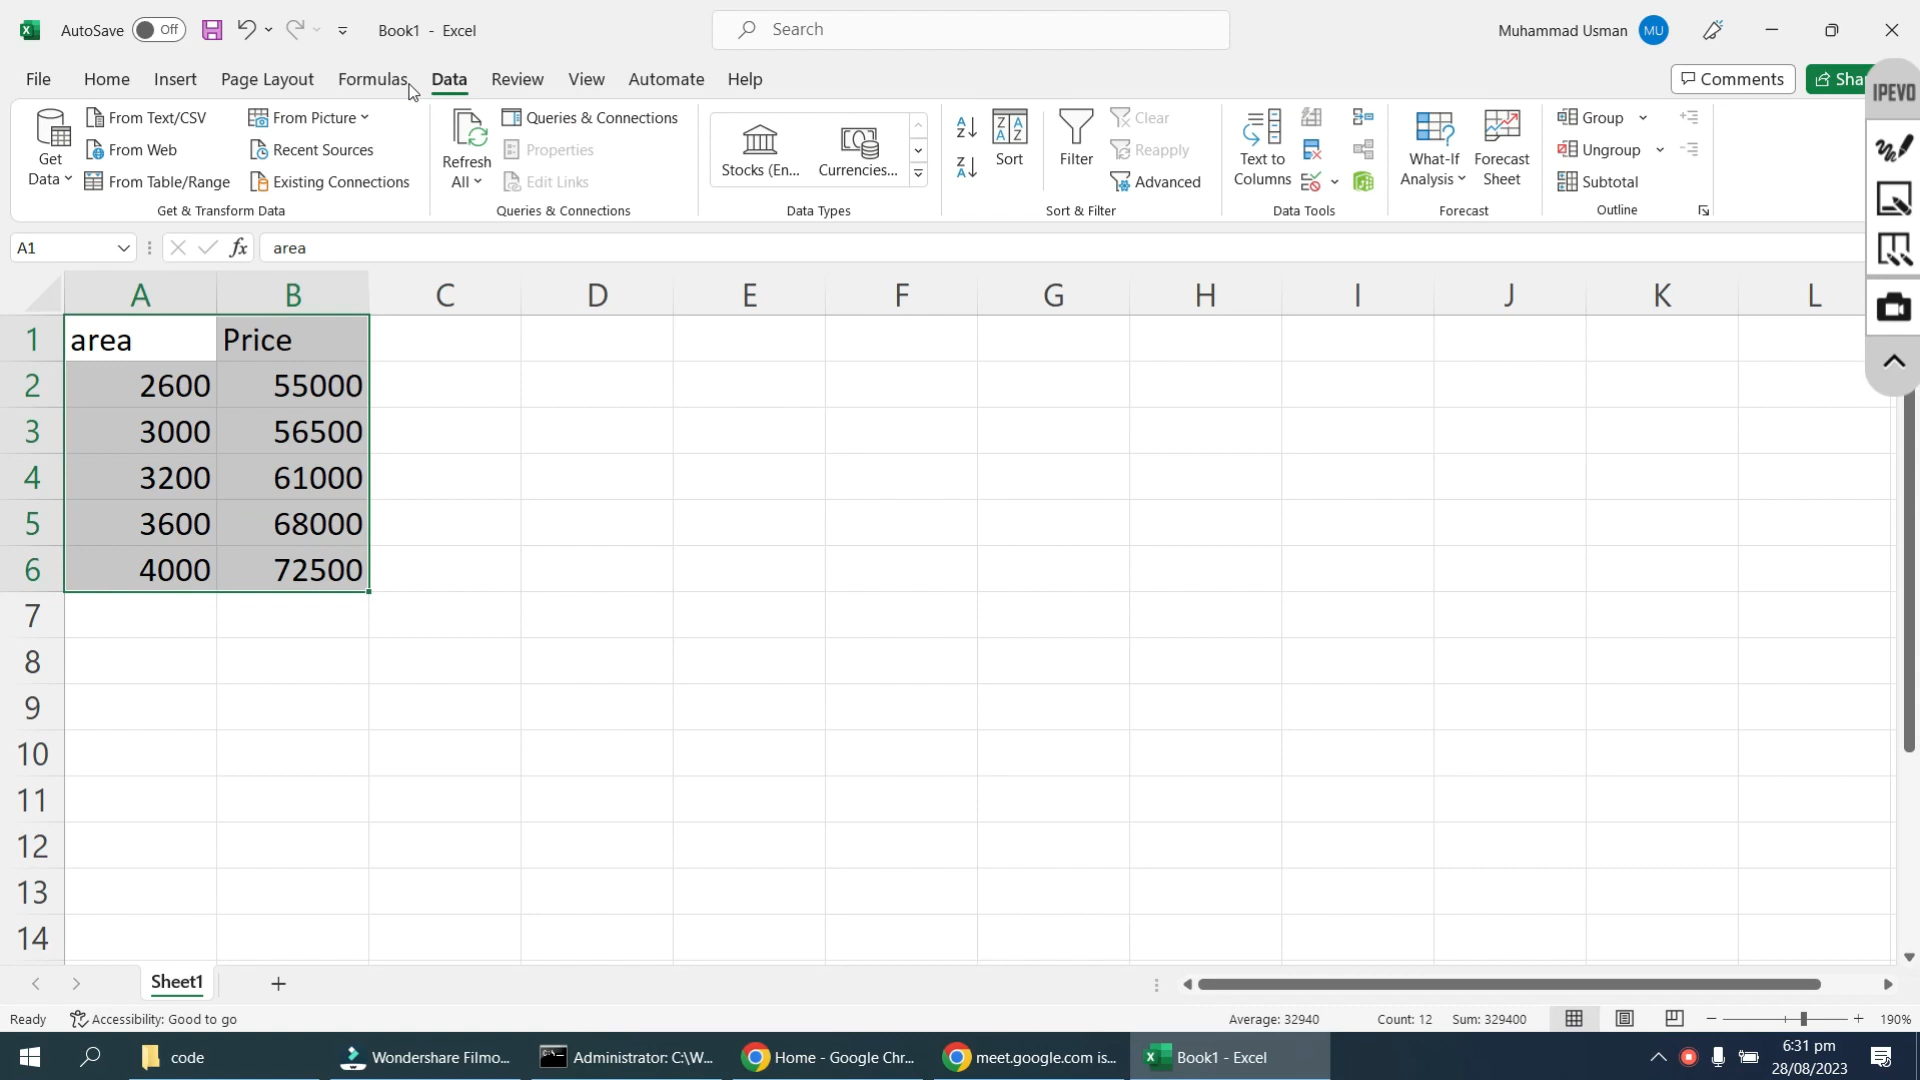 AutoSave Off Book1 - Excel Search Muhammad Usman MU
File Home Insert Page Layout Formulas Data Review View Automate Help Comments Sha
IPEVO
Get Data
From Text/CSV
From Web
From Table/Range
From Picture
Recent Sources
Existing Connections
Get & Transform Data
Refresh All
Queries & Connections
Properties
Edit Links
Queries & Connections
Stocks (En... Currencies...
Data Types
Sort
Filter
Clear
Reapply
Advanced
Sort & Filter
Text to Columns
Data Tools
What-If Analysis
Forecast Sheet
Forecast
Group
Ungroup
Subtotal
Outline
A1 fx area
A B C D E F G H I J K L
1 area Price
2 2600 55000
3 3000 56500
4 3200 61000
5 3600 68000
6 4000 72500
7
8
9
10
11
12
13
14
Sheet1
Ready Accessibility: Good to go Average: 32940 Count: 12 Sum: 329400 190%
code Wondershare Filmo... Administrator: C:\W... Home - Google Chr... meet.google.com is... Book1 - Excel 6:31 pm
28/08/2023